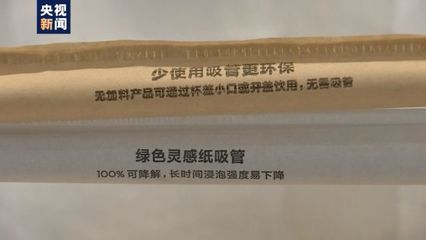 央视
新闻
少使用吸管更环保
无加料产品可通过杯盖小口或开盖饮用，无需吸管
绿色灵感纸吸管
100%可降解，长时间浸泡强度易下降